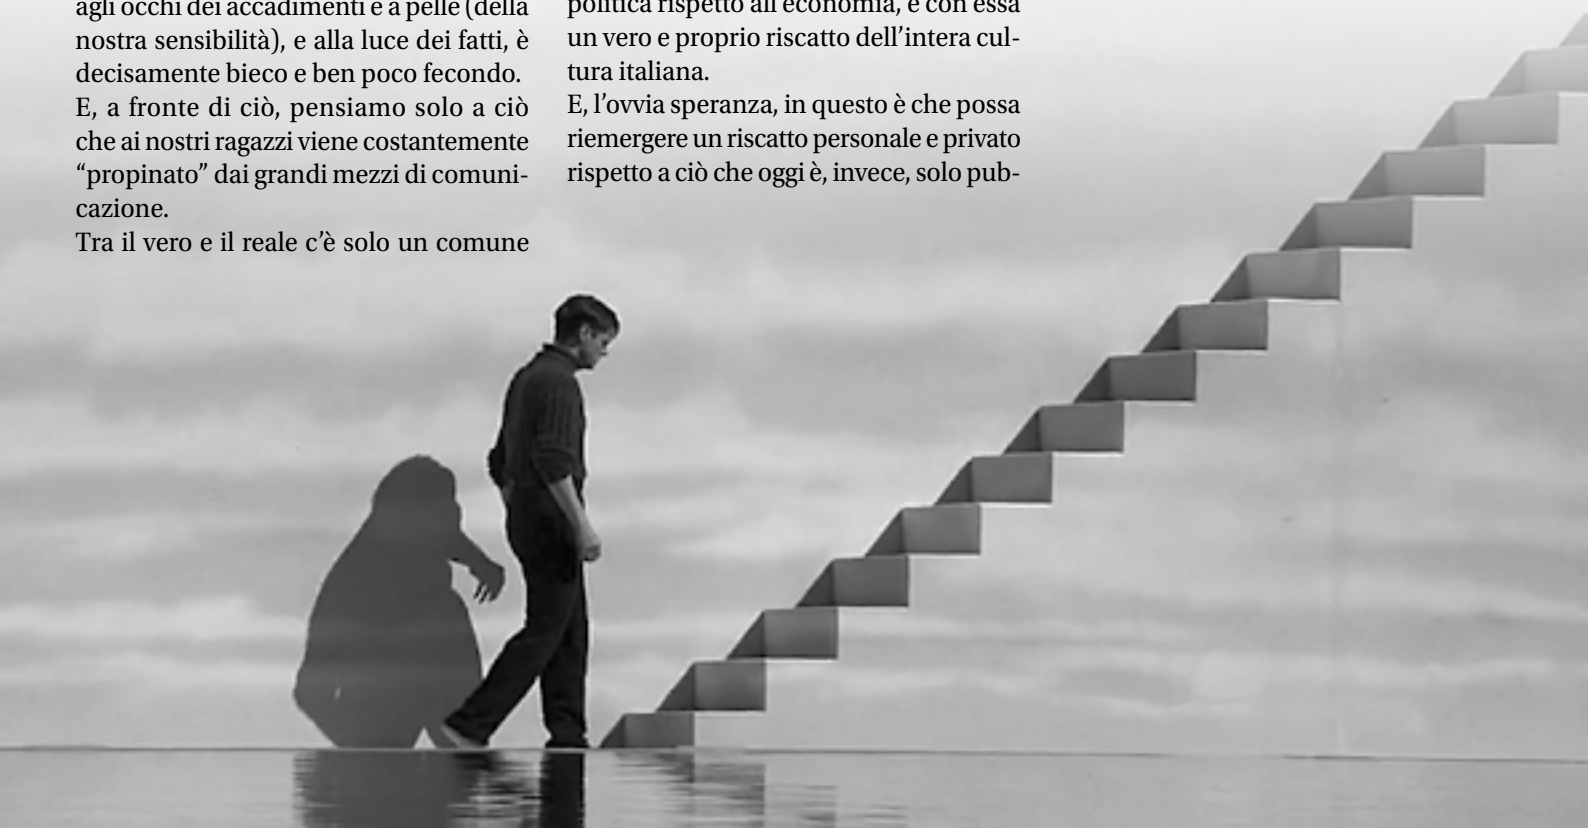 agli occhi dei accadimenti e a pelle (della
nostra sensibilità), e alla luce dei fatti, è
decisamente bieco e ben poco fecondo.
E, a fronte di ciò, pensiamo solo a ciò
che ai nostri ragazzi viene costantemente
“propinato” dai grandi mezzi di comuni-
cazione.
Tra il vero e il reale c’è solo un comune
politica rispetto all’economia, e con essa
un vero e proprio riscatto dell’intera cul-
tura italiana.
E, l’ovvia speranza, in questo è che possa
riemergere un riscatto personale e privato
rispetto a ciò che oggi è, invece, solo pub-